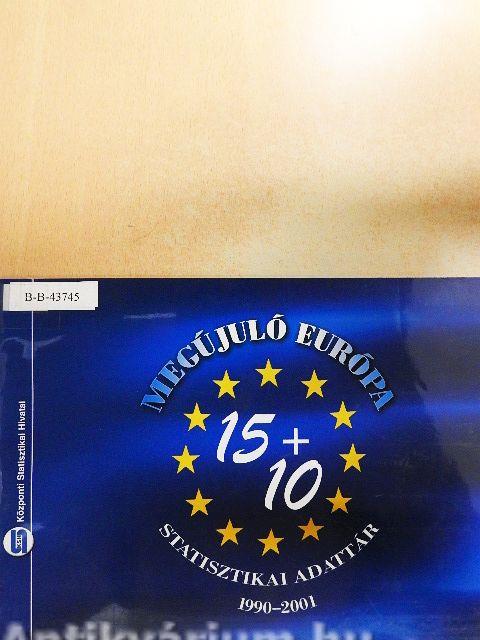 B-B-43745
MEGÚJULÓ EURÓPA
15 +
10
STATISZTIKAI ADATTÁR
1990–2001
Központi Statisztikai Hivatal
Antikvárium.hu